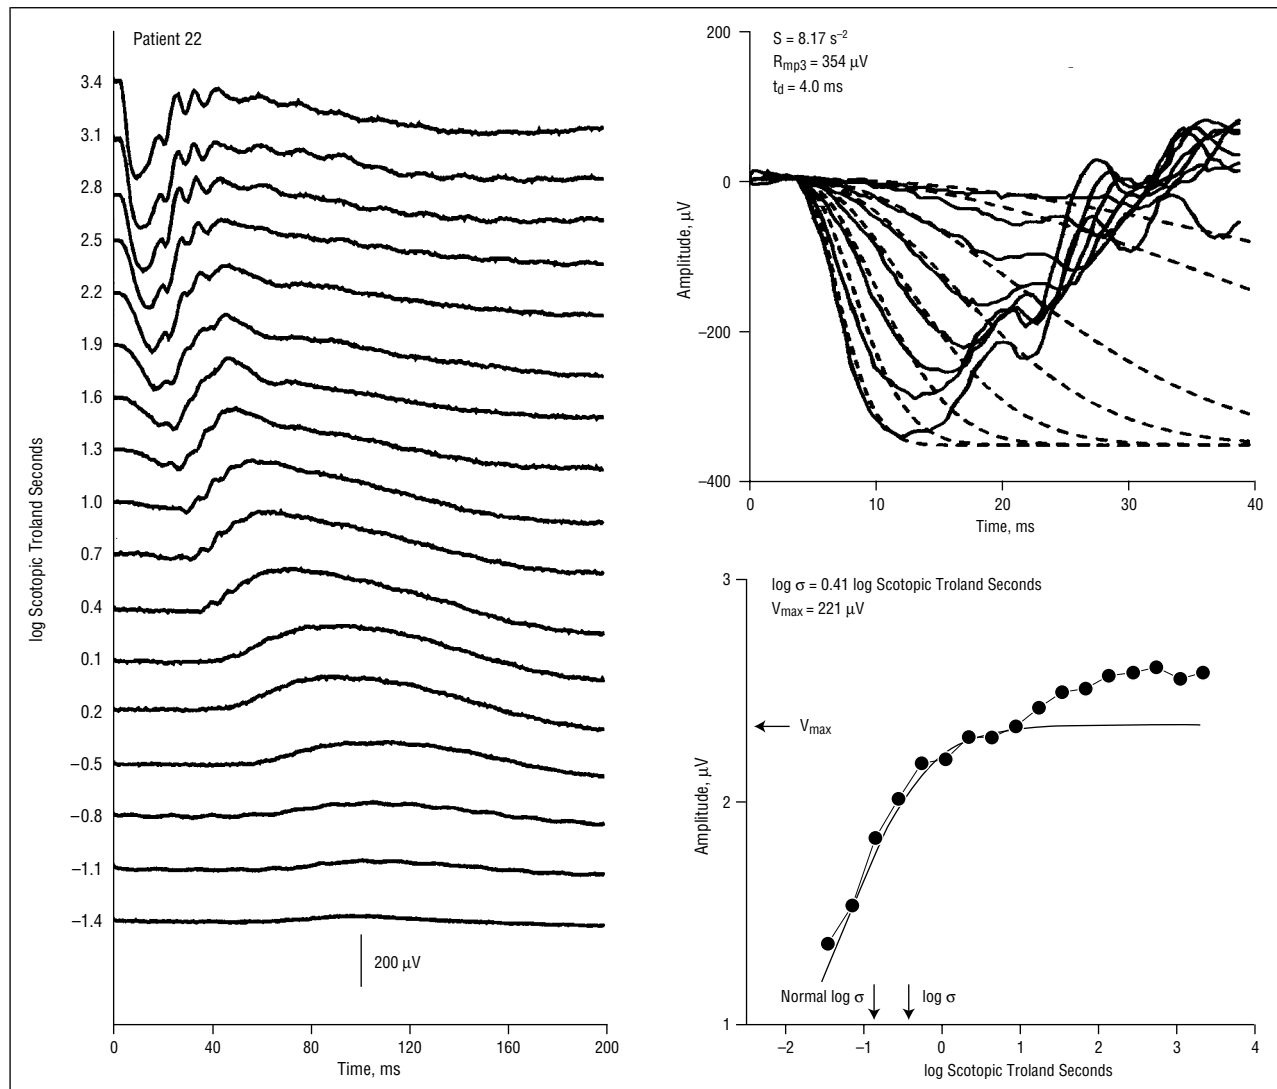 Patient 22
3.4
3.1
2.8
2.5
2.2
1.9
1.6
1.3
1.0
0.7
0.4
0.1
0.2
–0.5
–0.8
–1.1
–1.4
log Scotopic Troland Seconds
200 μV
0 40 80 120 160 200
Time, ms
S = 8.17 s⁻²
Rmp3 = 354 μV
td = 4.0 ms
200
0
–200
–400
Amplitude, μV
0 10 20 30 40
Time, ms
log σ = 0.41 log Scotopic Troland Seconds
Vmax = 221 μV
3
2
1
Amplitude, μV
Vmax
Normal log σ
log σ
–2 –1 0 1 2 3 4
log Scotopic Troland Seconds